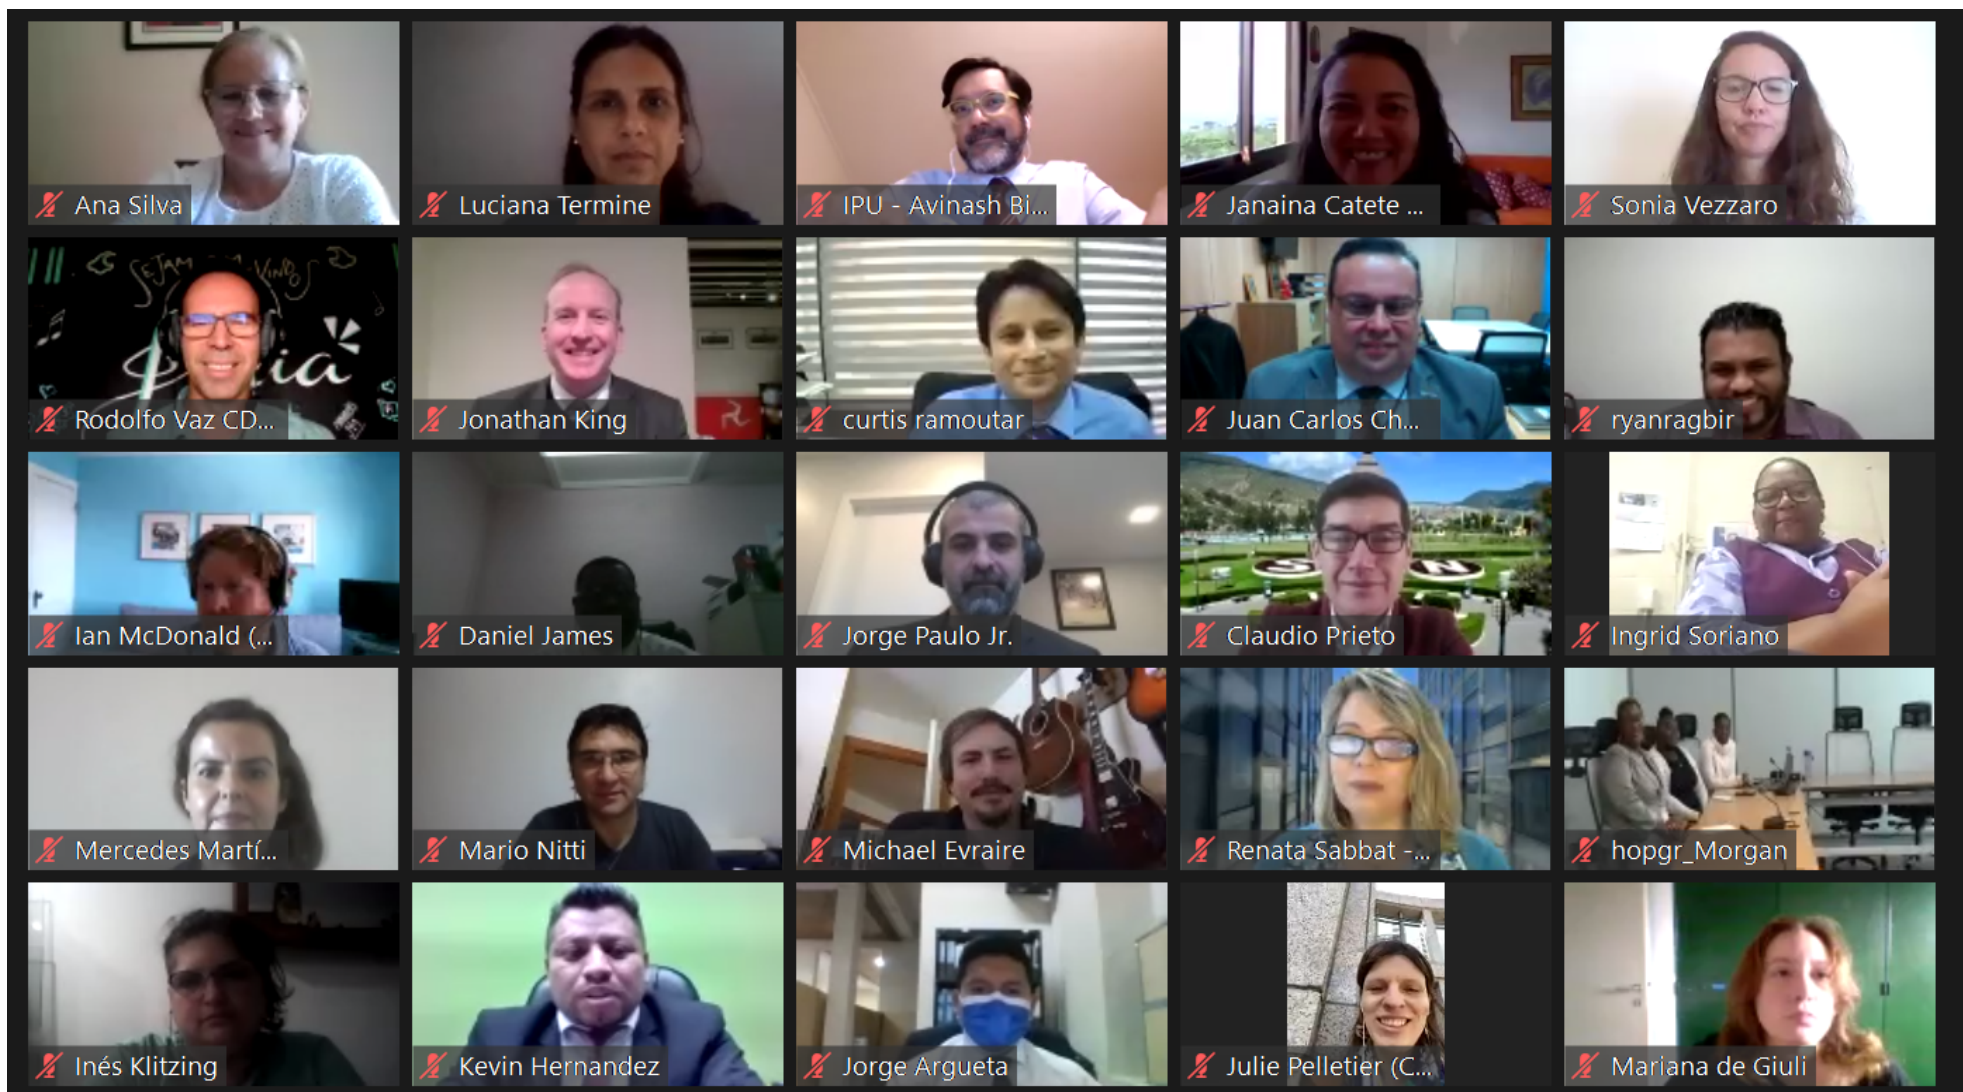 Ana Silva
Luciana Termine
IPU - Avinash Bi...
Janaina Catete ...
Sonia Vezzaro
SEJAM
VINDO
Rodolfo Vaz CD...
Jonathan King
curtis ramoutar
Juan Carlos Ch...
ryanragbir
Ian McDonald (...
Daniel James
Jorge Paulo Jr.
Claudio Prieto
Ingrid Soriano
Mercedes Martí...
Mario Nitti
Michael Evraire
Renata Sabbat -...
hopgr_Morgan
Inés Klitzing
Kevin Hernandez
Jorge Argueta
Julie Pelletier (C...
Mariana de Giuli